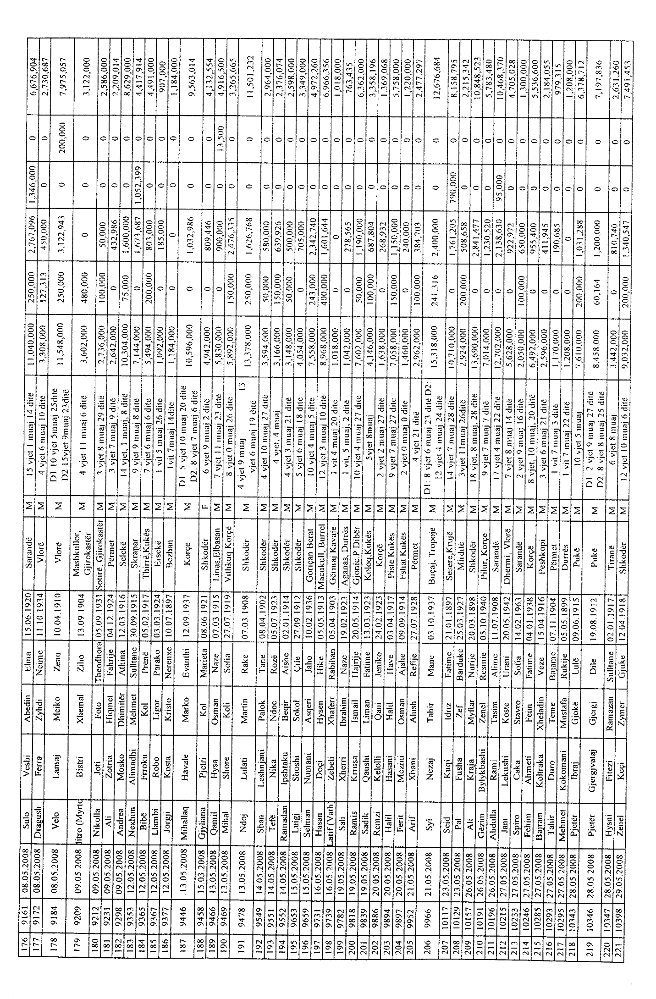 176 9161 08.05.2008 Sulo Veshi Abedin Elma 15.06.1920 Sarandë M 15 vjet 1 muaj 14 ditë 11,040,000 250,000 2,767,096 1,346,000 0 6,676,904
177 9172 08.05.2008 Dragush Ferra Zyhdi Neime 11.10.1934 Vlorë M 4 vjet 6 muaj 10 ditë 3,308,000 127,313 450,000 0 0 2,730,687
178 9184 08.05.2008 Velo Lamaj Meiko Zeno 10.04.1910 Vlorë M D1 10 vjet 5muaj 25ditë D2 15vjet 9muaj 23ditë 11,548,000 250,000 3,122,943 0 200,000 7,975,057
179 9209 09.05.2008 litro (Myrto Bistri Xhemal Ziho 13.09.1904 Mashkullor, Gjirokastër M 4 vjet 11 muaj 6 ditë 3,602,000 480,000 0 0 0 3,122,000
180 9212 09.05.2008 Nikolla Joti Foto Theodhora 05.09.1931 Sotirë, Gjirokastër M 3 vjet 8 muaj 29 ditë 2,736,000 100,000 50,000 0 0 2,586,000
181 9231 09.05.2008 Ali Zotria Hiqmet Fahrije 04.12.1924 Përmet M 3 vjet 7 muaj 9 ditë 2,642,000 0 432,986 0 0 2,209,014
182 9298 09.05.2008 Andrea Mosko Dhimitër Athina 12.03.1916 Selckë M 14 vjet, 1 muaj, 8 ditë 10,304,000 75,000 1,600,000 0 0 8,629,000
183 9353 12.05.2008 Nexhim Alimadhi Mehmet Sulltane 30.09.1915 Skrapar M 9 vjet 9 muaj 8 ditë 7,144,000 0 1,673,687 1,052,399 0 4,417,914
184 9365 12.05.2008 Bibë Frroku Kol Prenë 05.02.1917 Thirrë,Kukës M 7 vjet 6 muaj 6 dite 5,494,000 200,000 803,000 0 0 4,491,000
185 9367 12.05.2008 Llambi Robo Ligor Parako 03.03.1924 Ersekë M 1 vit 5 muaj 26 dite 1,092,000 0 185,000 0 0 907,000
186 9377 12.05.2008 Jorgji Kosta Kristo Nerenxe 10.07.1897 Bezhan M 1vit 7muaj 14ditë 1,184,000 0 0 0 0 1,184,000
187 9446 .13.05.2008 Mihallaq Havale Marko Evanthi 12.09.1937 Korçë M D1. 5 vjet 10 muaj 20 ditë D2. 8 vjet 7 muaj 6 ditë 10,596,000 0 1,032,986 0 0 9,563,014
188 9458 15.03.2008 Gjyliana Pjetri Kol Marieta 08.06.1921 Shkodër F 6 vjet 9 muaj 2 ditë 4,942,000 0 809,446 0 0 4,132,554
189 9466 13.05.2008 Qamil Hysa Osman Naze 07.03.1915 Linas,Elbasan M 7 vjet 11 muaj 23 ditë 5,830,000 0 900,000 0 13,500 4,916,500
190 9469 13.05.2008 Mihal Shore Koli Sofia 27.07.1919 Vithkuq Korçë M 8 vjet 0 muaj 26 dite 5,892,000 150,000 2,476,335 0 0 3,265,665
191 9478 13.05.2008 Ndoj Lulati Martin Rake 07.03.1908 Shkodër M 4 vjet 9 muaj 13 vjet 6 muaj 19 ditë 13,378,000 250,000 1,626,768 0 0 11,501,232
192 9549 14.05.2008 Shan Leshnjani Palok Tane 08.04.1902 Shkodër M 4 vjet 10 muaj 27 ditë 3,594,000 50,000 580,000 0 0 2,964,000
193 9551 14.05.2008 Tefë Nika Ndoc Rozë 05.07.1923 Shkodër M 4 vjet, 4 muaj 3,166,000 150,000 639,926 0 0 2,376,074
194 9552 14.05.2008 Ramadan Ipshtaku Beqir Aishe 02.01.1914 Shkodër M 4 vjet 3 muaj 21 ditë 3,148,000 50,000 500,000 0 0 2,598,000
195 9653 15.05.2008 Luigj Shoshi Sokol Çile 27.09.1912 Shkodër M 5 vjet 6 muaj 18 ditë 4,054,000 0 705,000 0 0 3,349,000
196 9659 15.05.2008 Selman Numani Asqeri Jaho 10.02.1936 Goriçan Berat M 10 vjet 4 muaj 5 ditë 7,558,000 243,000 2,342,740 0 0 4,972,260
197 9731 16.05.2008 Hasan Doçi Hysen Hike 05.05.1913 Macukull, Burrel M 12 vjet 3 muaj 10 ditë 8,968,000 400,000 1,601,644 0 0 6,966,356
198 9739 16.05.2008 Latif (Vath) Zebeli Xhaferr Rabihan 05.04.1903 Gërmaj Kavaje M 1 vit 4 muaj 20 ditë 1,018,000 0 0 0 0 1,018,000
199 9782 19.05.2008 Sali Xherri Ibrahim Naze 19.02.1923 Aganas, Durrës M 1 vit, 5 muaj, 2 ditë 1,042,000 0 278,565 0 0 763,435
200 9818 19.05.2008 Ramis Krrusa Ismail Hajrije 20.05.1914 Gjonic,P Dibër M 10 vjet 4 muaj 27 ditë 7,602,000 50,000 1,190,000 0 0 6,362,000
201 9839 19.05.2008 Sadik Qaushi Liman Fatime 13.03.1923 Koloq,Kukës M 5vjet 8muaj 4,146,000 100,000 687,804 0 0 3,358,196
202 9886 20.05.2008 Remzi Kelolli Qani Jeniko 24.02.1923 Korçë M 2 vjet 2 muaj 27 ditë 1,638,000 0 268,932 0 0 1,369,068
203 9894 20.05.2008 Halil Hasani Halil Have 03.04.1917 Pistë Kukës M 9 vjet 7 muaj 27 ditë 7,058,000 150,000 1,150,000 0 0 5,758,000
204 9897 20.05.2008 Ferit Mezini Osman Ajshe 09.09.1914 Fshat Kukës M 2 vjet 0 muaj 0 dite 1,460,000 0 240,000 0 0 1,220,000
205 9952 21.05.2008 Arif Xhani Alush Refije 27.07.1928 Përmet M 4 vjet 21 ditë 2,962,000 100,000 384,703 0 0 2,477,297
206 9966 21.05.2008 Syl Nezaj Tahir Mane 03.10.1937 Buçaj, Tropojë M D1. 8 vjet 6 muaj 23 ditë D2: 12 vjet 4 muaj 24 ditë 15,318,000 241,316 2,400,000 0 0 12,676,684
207 10117 23.05.2008 Seid Kuqi Idriz Fatime 21.01.1897 Sesere,Krujë M 14 vjet 7 muaj 28 ditë 10,710,000 0 1,761,205 790,000 0 8,158,795
208 10129 23.05.2008 Pal Fusha Zef Barduke 25.03.1927 Mirditë M 3vjet 11muaj 26ditë 2,924,000 200,000 508,658 0 0 2,215,342
209 10157 26.05.2008 Ali Kraja Myftar Nurije 20.03.1898 Shkodër M 18 vjet, 8 muaj, 28 ditë 13,690,000 0 2,841,477 0 0 10,848,523
210 10191 26.05.2008 Gëzim Bylykbashi Zenel Resmie 05.10.1940 Pilur, Korçe M 9 vjet 7 muaj 7 ditë 7,014,000 0 1,230,520 0 0 5,783,480
211 10196 26.05.2008 Abdulla Rami Tasim Alime 11.07.1908 Sarandë M 17 vjet 4 muaj 22 ditë 12,702,000 0 2,138,630 95,000 0 10,468,370
212 10215 27.05.2008 Jani Lekushi Koste Urani 20.05.1942 Dhërmi, Vlorë M 7 vjet 8 muaj 14 ditë 5,628,000 0 922,972 0 0 4,705,028
213 10233 27.05.2008 Spiro Caka Stavro Sofia 14.02.1963 Sarandë M 2 vjet 9 muaj 16 ditë 2,050,000 100,000 650,000 0 0 1,300,000
214 10246 27.05.2008 Fehim Ahmeti Feim Fatime 04.01.1938 Korçë M 8 vjet, 10 muaj, 20 ditë 6,492,000 0 955,400 0 0 5,536,600
215 10285 27.05.2008 Bajram Koltraka Xheladin Veze 15.04.1916 Peshkopi M 3 vjet 6 muaj 21 ditë 2,596,000 0 411,945 0 0 2,184,055
216 10293 27.05.2008 Tahir Duro Teme Bajame 07.11.1904 Përmet M 1 vit 7 muaj 3 ditë 1,170,000 0 190,685 0 0 979,315
217 10295 27.05.2008 Mehmet Kokomani Mustafa Rukije 05.05.1899 Durrës M 1 vit 7 muaj 22 ditë 1,208,000 0 0 0 0 1,208,000
218 10343 28.05.2008 Pjetër Ibraj Gjokë Lulë 09.06.1915 Pukë M 10 vjet 5 muaj 7,610,000 200,000 1,031,288 0 0 6,378,712
219 10346 28.05.2008 Pjetër Gjergjvataj Gjergj Dile 19.08.1912 Pukë M D1. 2 vjet 9 muaj 27 ditë D2. 8 vjet 8 muaj 25 ditë 8,458,000 60,164 1,200,000 0 0 7,197,836
220 10347 28.05.2008 Hysni Fitezi Ramazan Sulltane 02.01.1917 Tiranë M 6 vjet 8 muaj 3,442,000 0 810,740 0 0 2,631,260
221 10398 29.05.2008 Zenel Keçi Zymer Gjuke 12.04.1918 Shkodër M 12 vjet 10 muaj 6 ditë 9,032,000 200,000 1,340,547 0 0 7,491,453